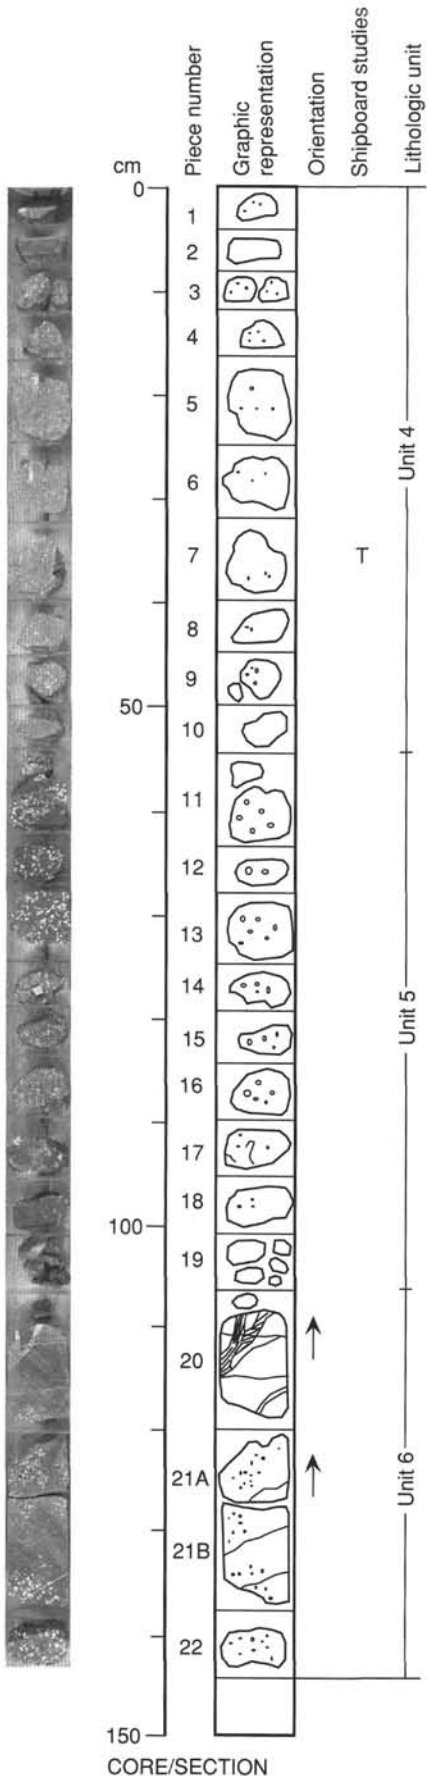 cm
Piece number
Graphic representation
Orientation
Shipboard studies
Lithologic unit
0
1
2
3
4
5
6
7 T
8
9
50
10
Unit 4
11
12
13
14
15
16
17
18
100
19
Unit 5
20
21A
21B
22
Unit 6
150
CORE/SECTION